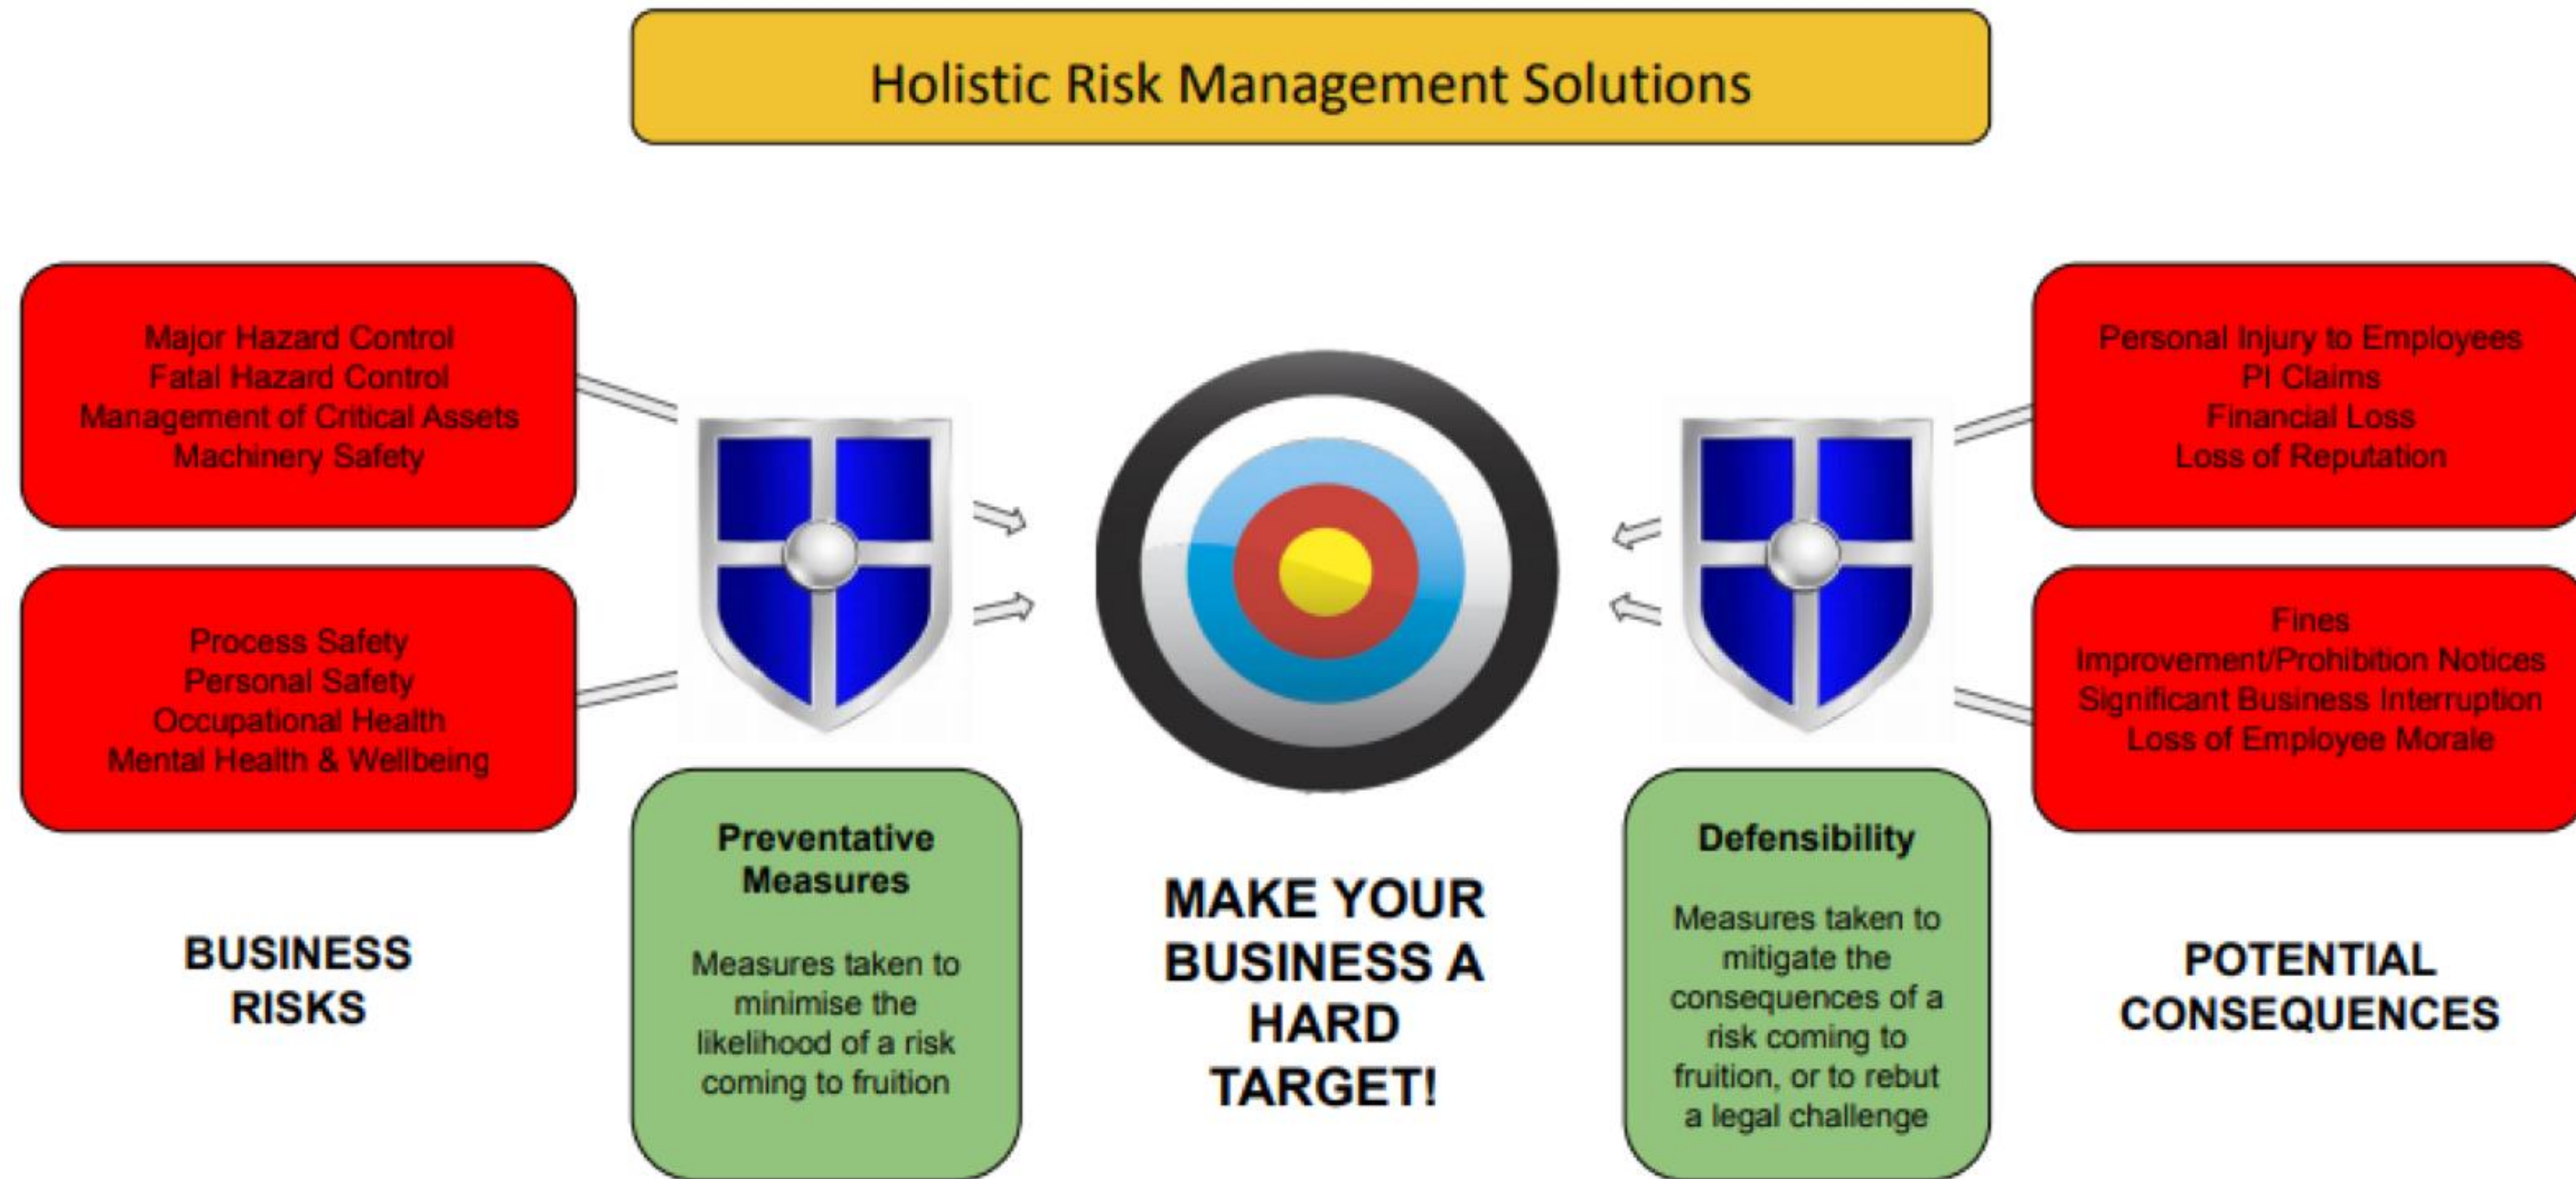 Holistic Risk Management Solutions
Major Hazard Control
Fatal Hazard Control
Management of Critical Assets
Machinery Safety
Process Safety
Personal Safety
Occupational Health
Mental Health & Wellbeing
BUSINESS
RISKS
Preventative
Measures
Measures taken to
minimise the
likelihood of a risk
coming to fruition
MAKE YOUR
BUSINESS A
HARD
TARGET!
Defensibility
Measures taken to
mitigate the
consequences of a
risk coming to
fruition, or to rebut
a legal challenge
Personal Injury to Employees
PI Claims
Financial Loss
Loss of Reputation
Fines
Improvement/Prohibition Notices
Significant Business Interruption
Loss of Employee Morale
POTENTIAL
CONSEQUENCES